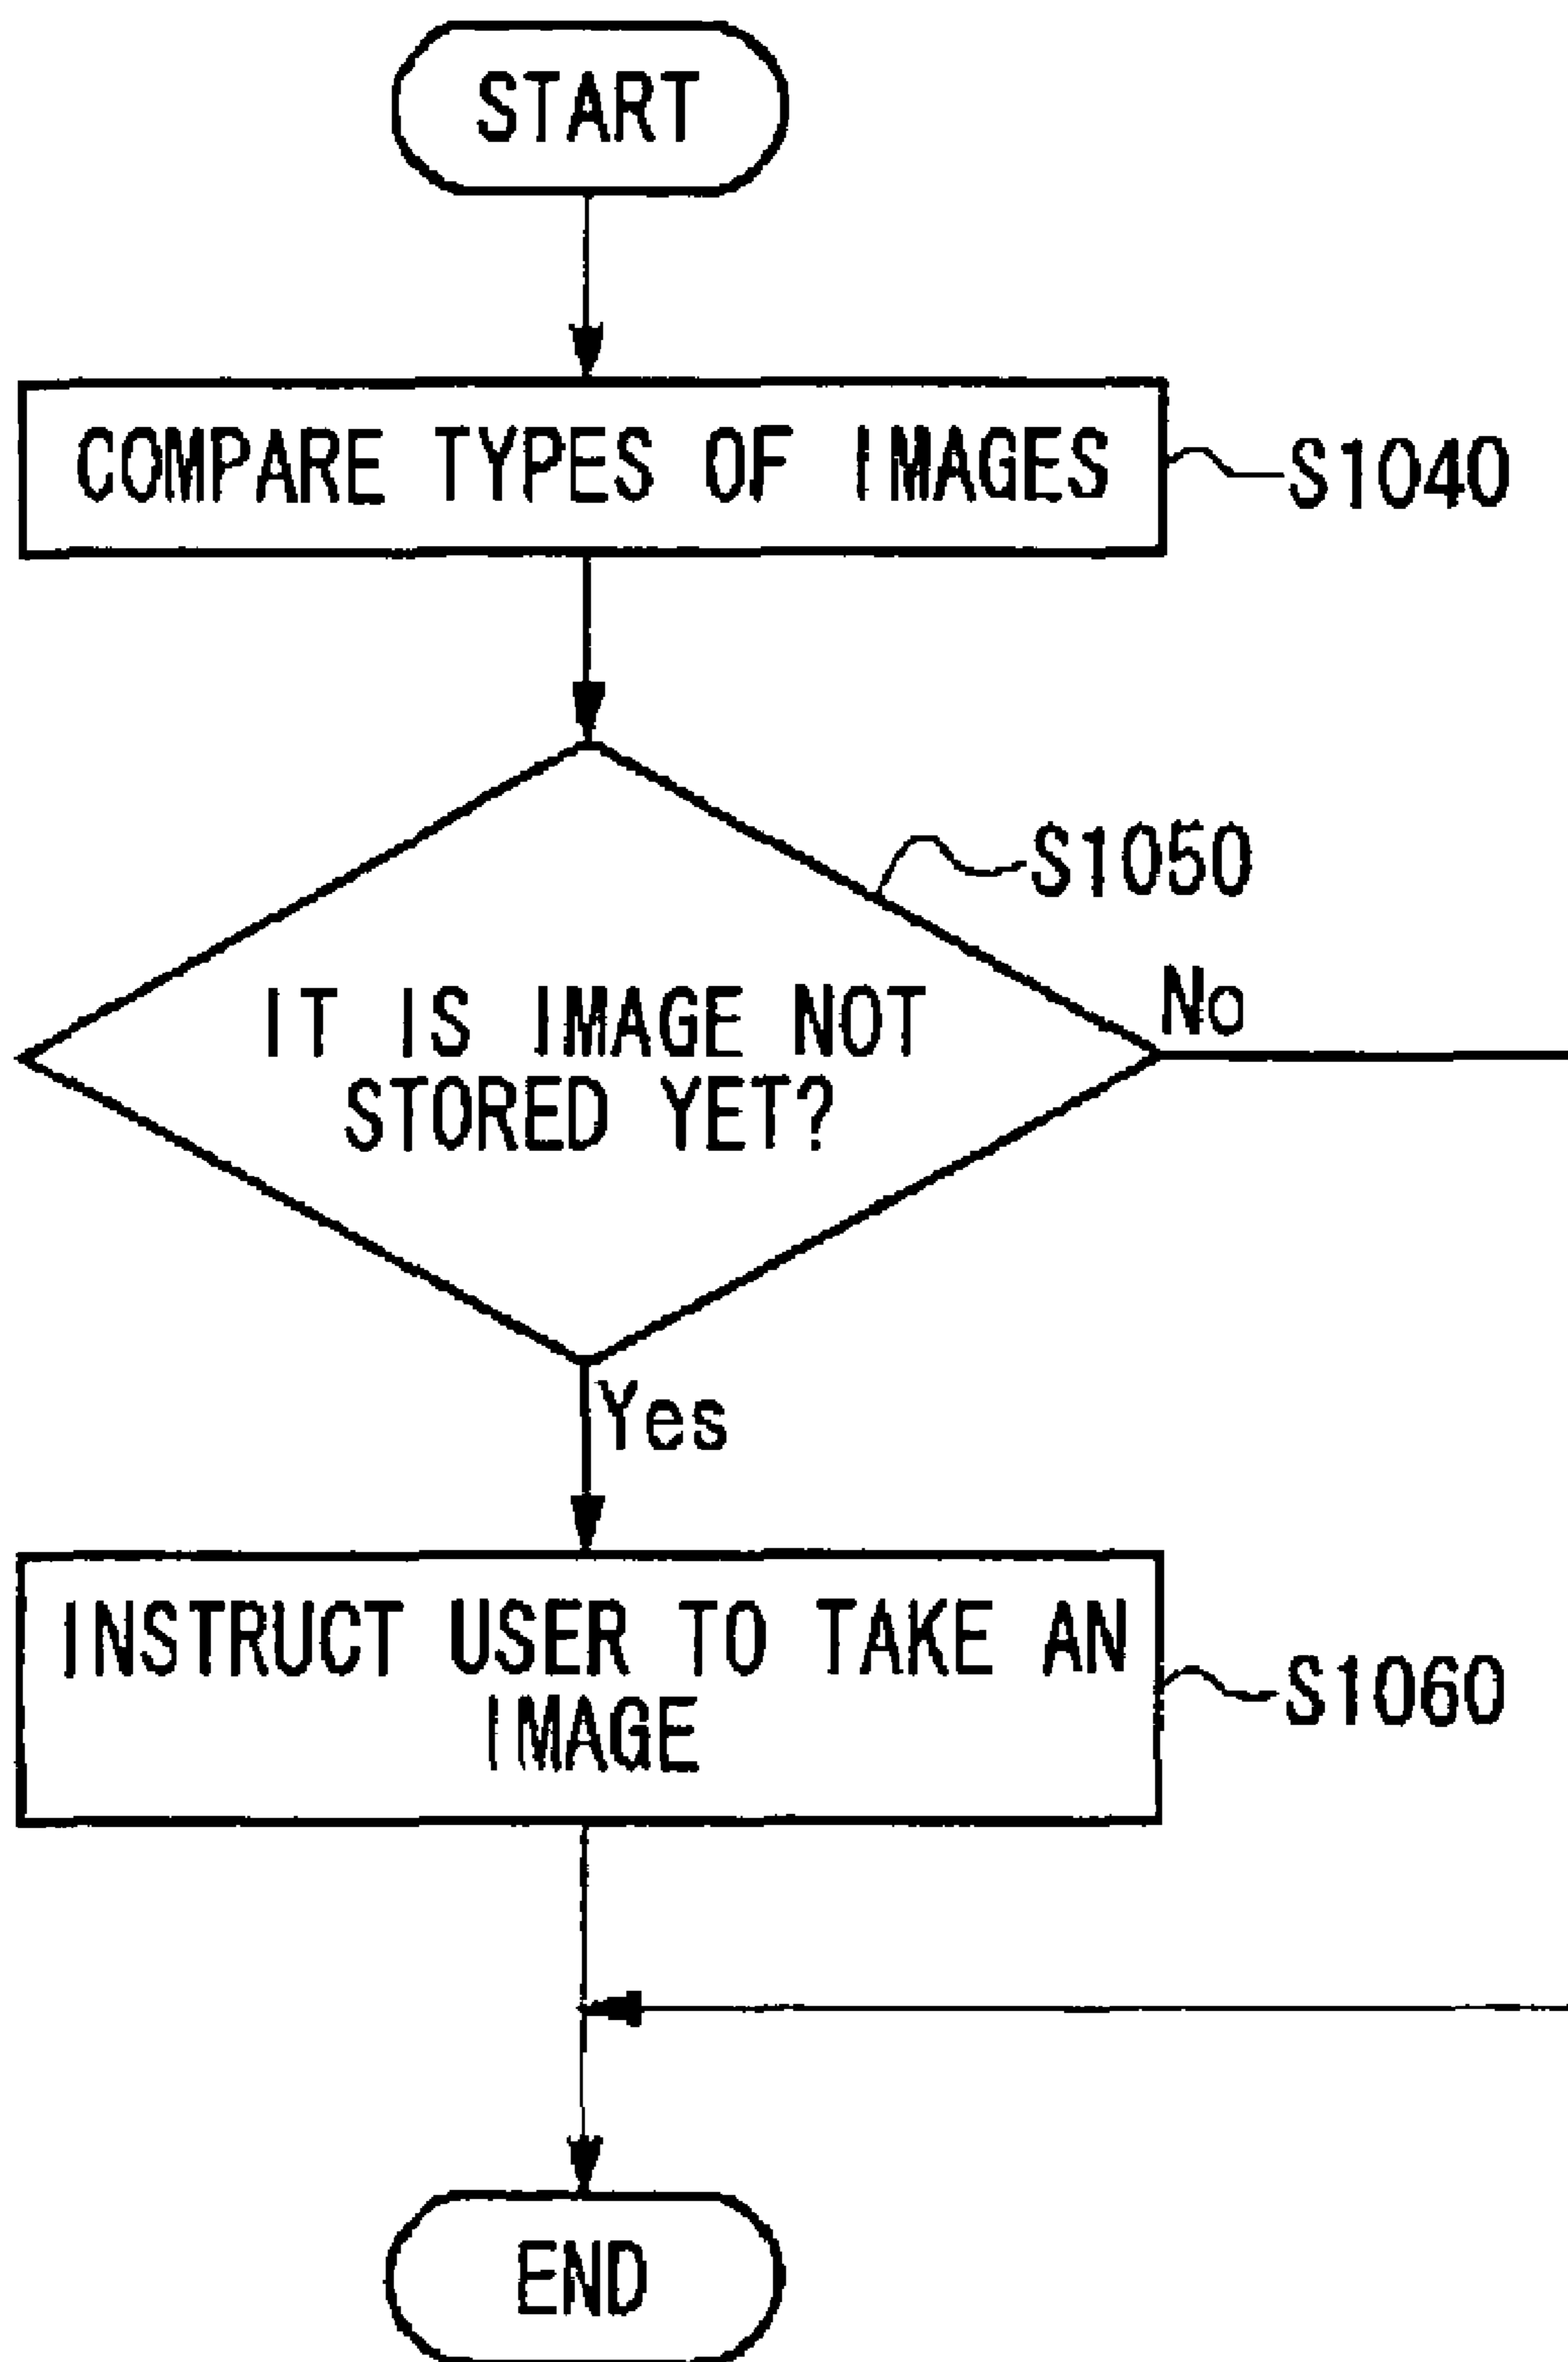 START
COMPARE TYPES OF IMAGES
S1040
S1050
IT IS IMAGE NOT
STORED YET?
No
Yes
INSTRUCT USER TO TAKE AN
IMAGE
S1060
END